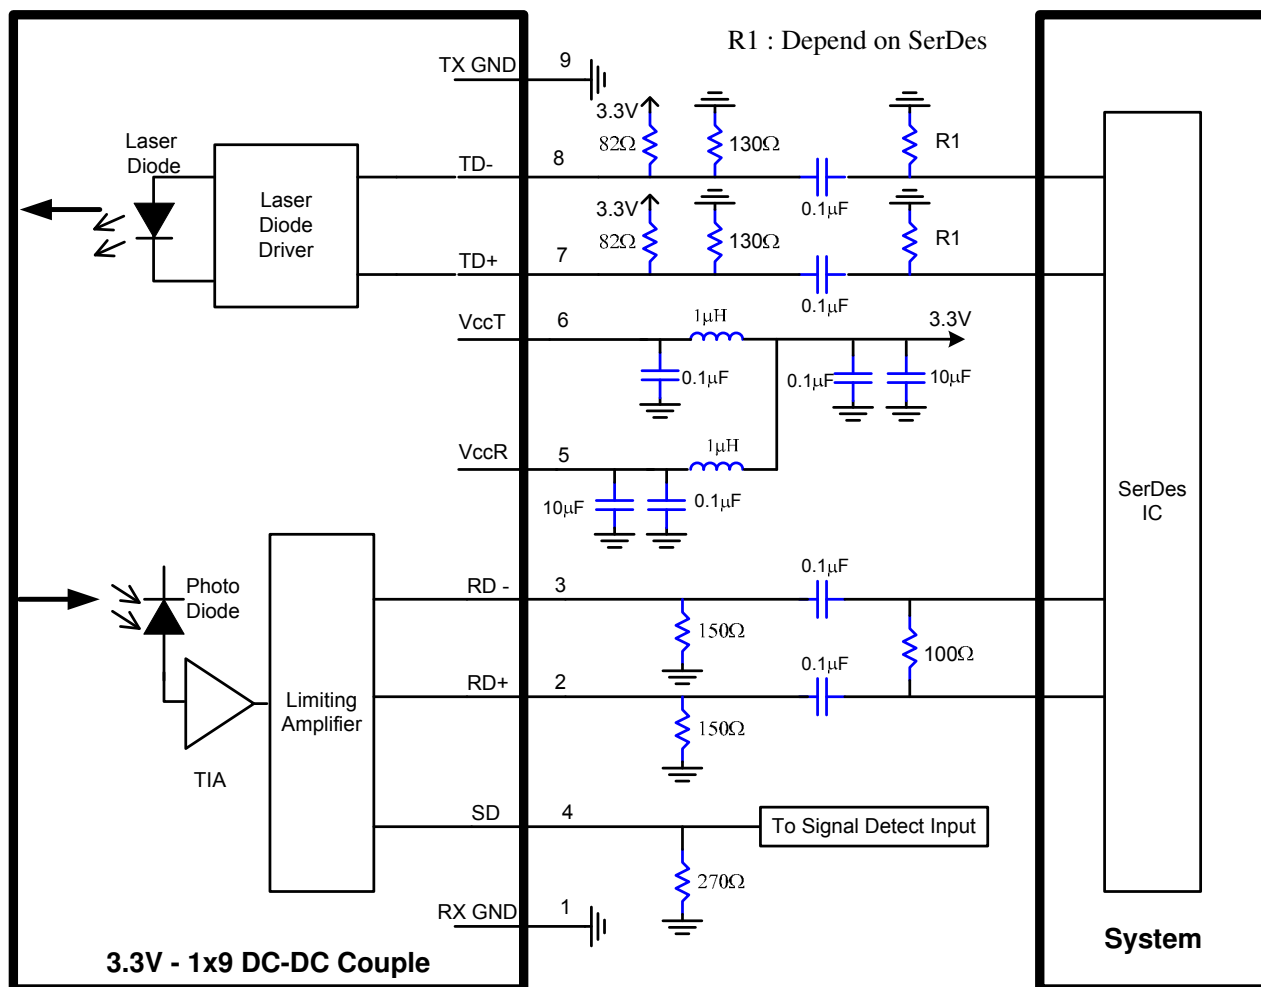 R1 : Depend on SerDes
TX GND
9
3.3V
82Ω
130Ω
R1
Laser
Diode
TD-
8
0.1µF
Laser
Diode
Driver
3.3V
82Ω
130Ω
R1
TD+
7
0.1µF
VccT
6
1µH
3.3V
0.1µF
0.1µF
10µF
VccR
5
1µH
10µF
0.1µF
SerDes
IC
Photo
Diode
RD -
3
0.1µF
150Ω
100Ω
RD+
2
0.1µF
150Ω
Limiting
Amplifier
TIA
SD
4
To Signal Detect Input
270Ω
RX GND
1
3.3V - 1x9 DC-DC Couple
System